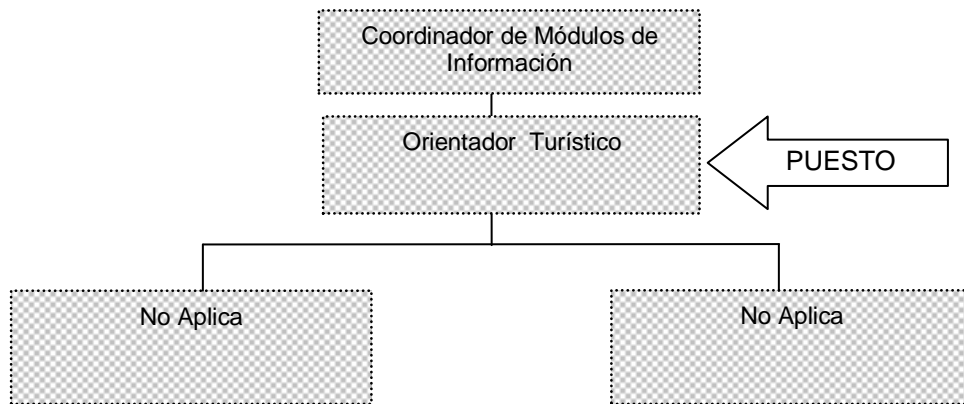 Coordinador de Módulos de
Información
Orientador Turístico
PUESTO
No Aplica
No Aplica